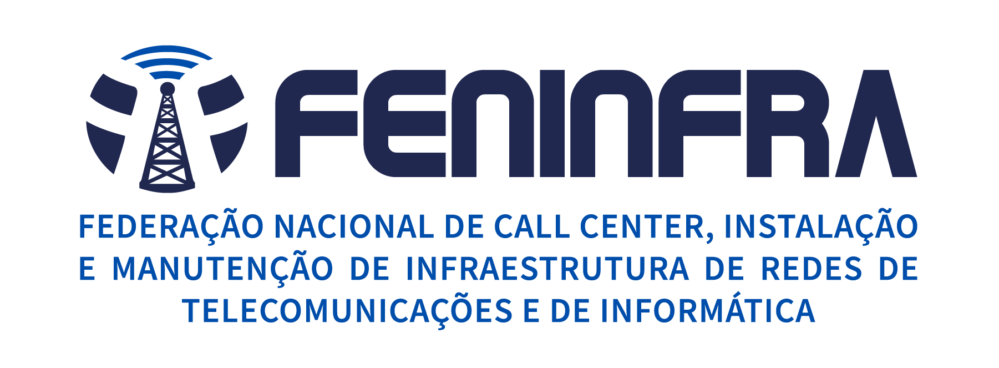 FENINFRA
FEDERAÇÃO NACIONAL DE CALL CENTER, INSTALAÇÃO
E MANUTENÇÃO DE INFRAESTRUTURA DE REDES DE
TELECOMUNICAÇÕES E DE INFORMÁTICA